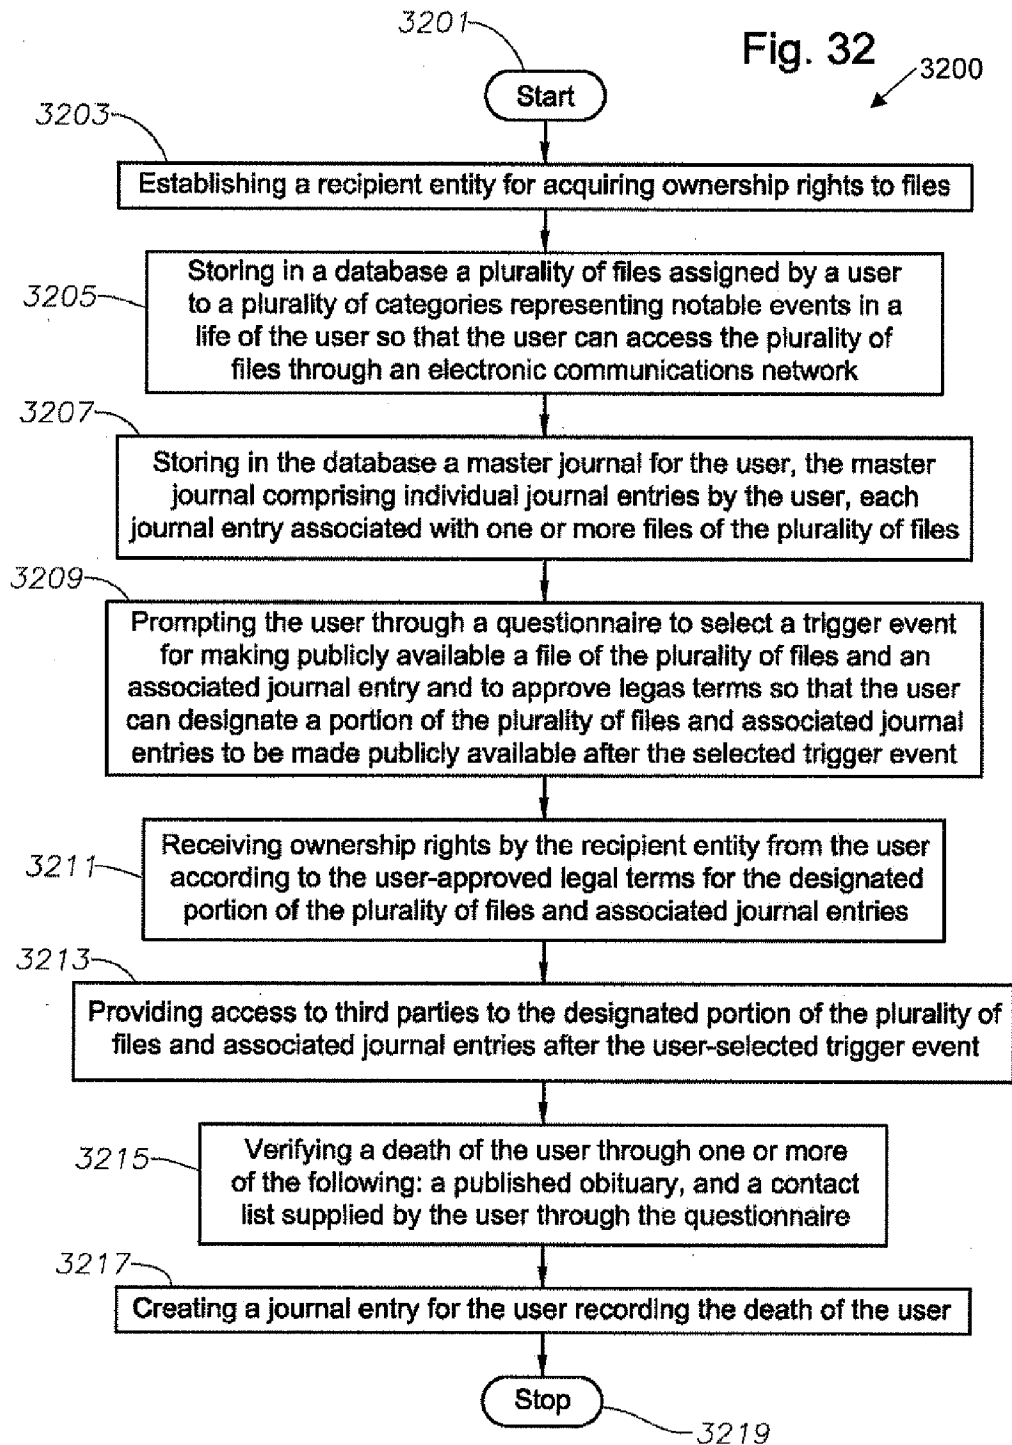 3201
Fig. 32
3200
Start
3203
Establishing a recipient entity for acquiring ownership rights to files
3205
Storing in a database a plurality of files assigned by a user
to a plurality of categories representing notable events in a
life of the user so that the user can access the plurality of
files through an electronic communications network
3207
Storing in the database a master journal for the user, the master
journal comprising individual journal entries by the user, each
journal entry associated with one or more files of the plurality of files
3209
Prompting the user through a questionnaire to select a trigger event
for making publicly available a file of the plurality of files and an
associated journal entry and to approve legas terms so that the user
can designate a portion of the plurality of files and associated journal
entries to be made publicly available after the selected trigger event
3211
Receiving ownership rights by the recipient entity from the user
according to the user-approved legal terms for the designated
portion of the plurality of files and associated journal entries
3213
Providing access to third parties to the designated portion of the plurality of
files and associated journal entries after the user-selected trigger event
3215
Verifying a death of the user through one or more
of the following: a published obituary, and a contact
list supplied by the user through the questionnaire
3217
Creating a journal entry for the user recording the death of the user
Stop
3219